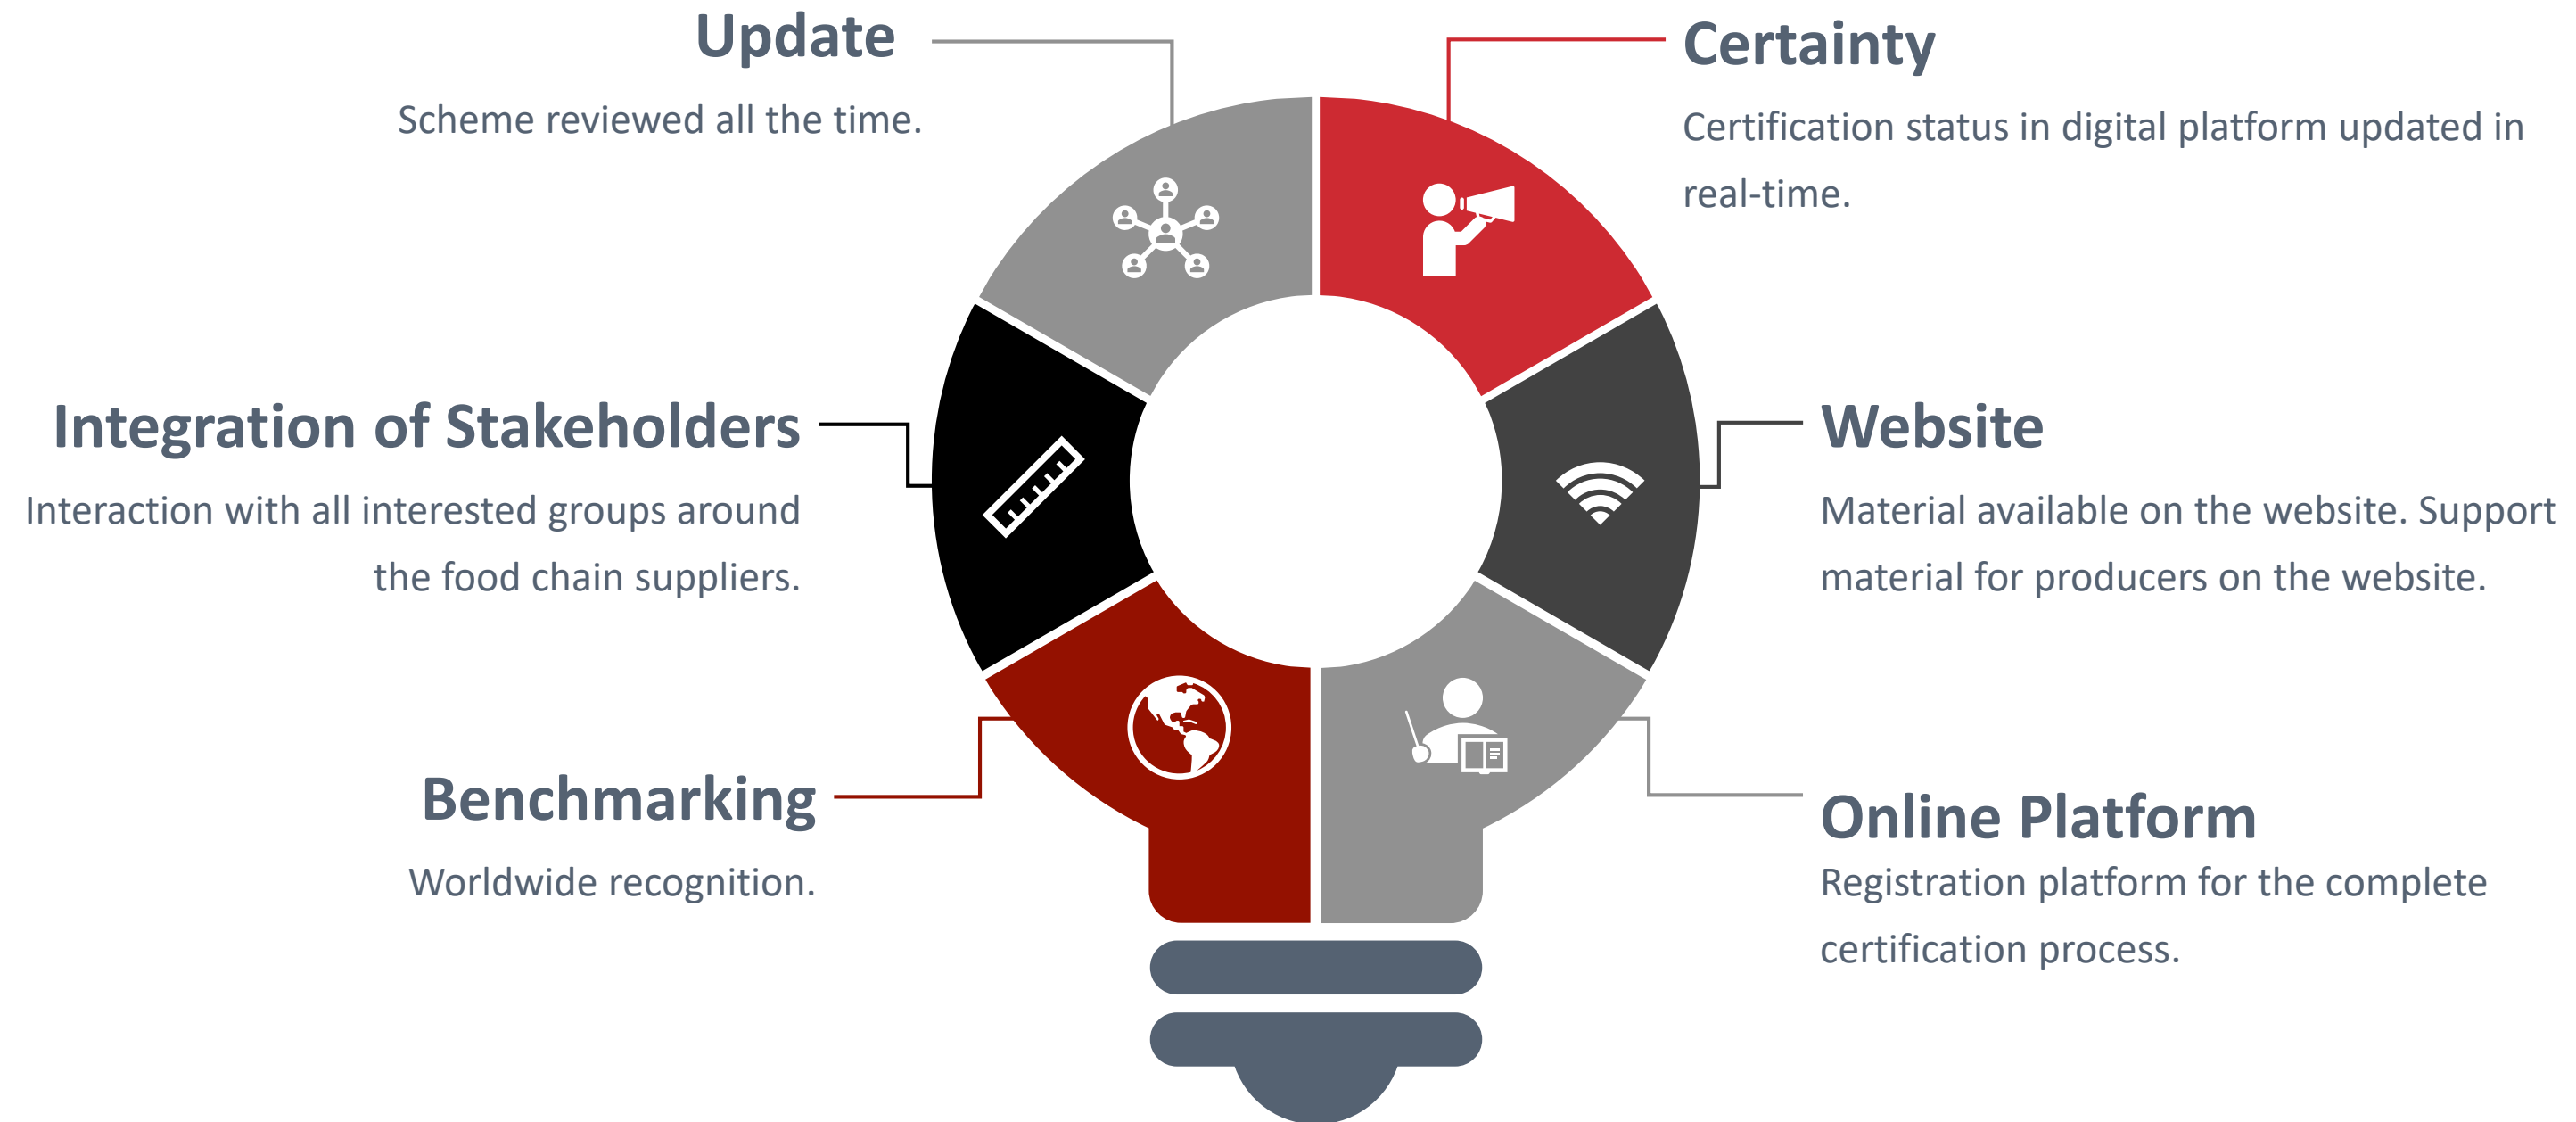 Update
Scheme reviewed all the time.
Certainty
Certification status in digital platform updated in
real-time.
Integration of Stakeholders
Interaction with all interested groups around
the food chain suppliers.
Website
Material available on the website. Support
material for producers on the website.
Benchmarking
Worldwide recognition.
Online Platform
Registration platform for the complete
certification process.